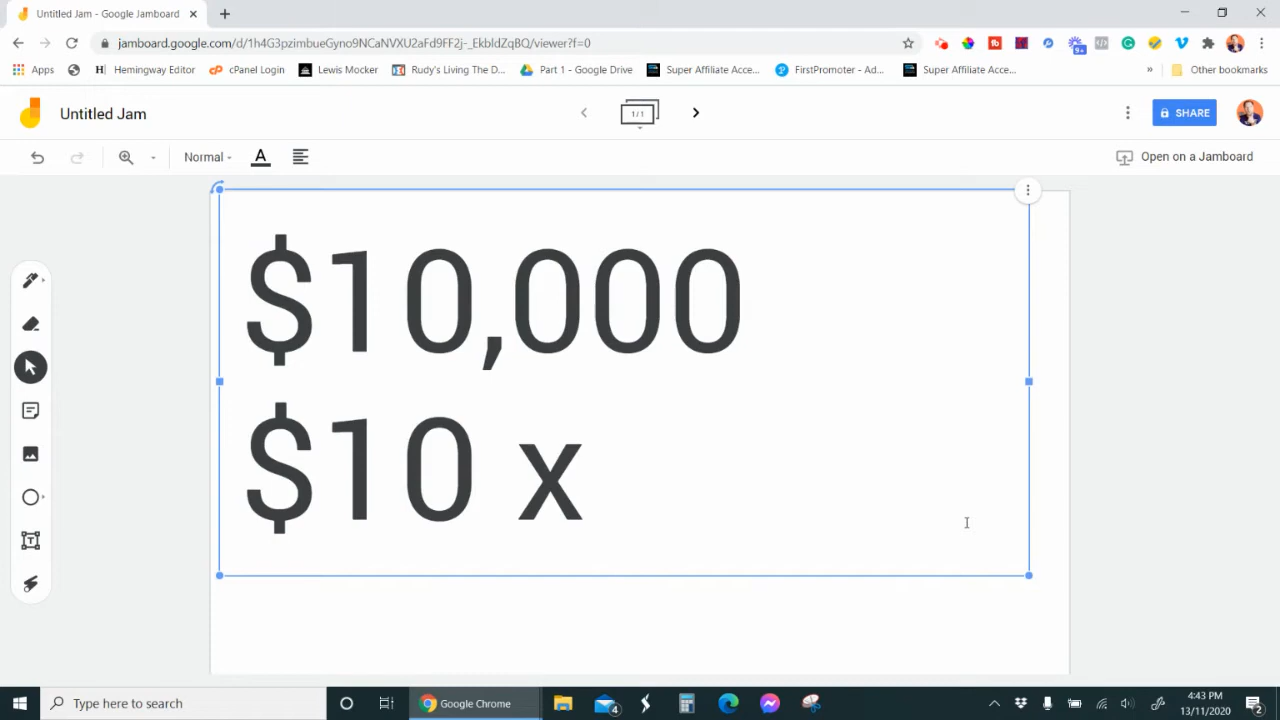 Untitled Jam - Google Jamboard
jamboard.google.com/d/1h4G3pzimbueGyno9NCaNVXU2aFd9FF2j-_EkbldZqBQ/viewer?f=0
Apps
Hemingway Editor
cPanel Login
Lewis Mocker
Rudy's Living The D...
Part 1 - Google Drive
Super Affiliate Acce...
FirstPromoter - Ad...
Super Affiliate Acce...
»
Other bookmarks
Untitled Jam
1/1
SHARE
Normal
A
Open on a Jamboard
$10,000
$10 x
Type here to search
Google Chrome
4
4:43 PM
13/11/2020
2